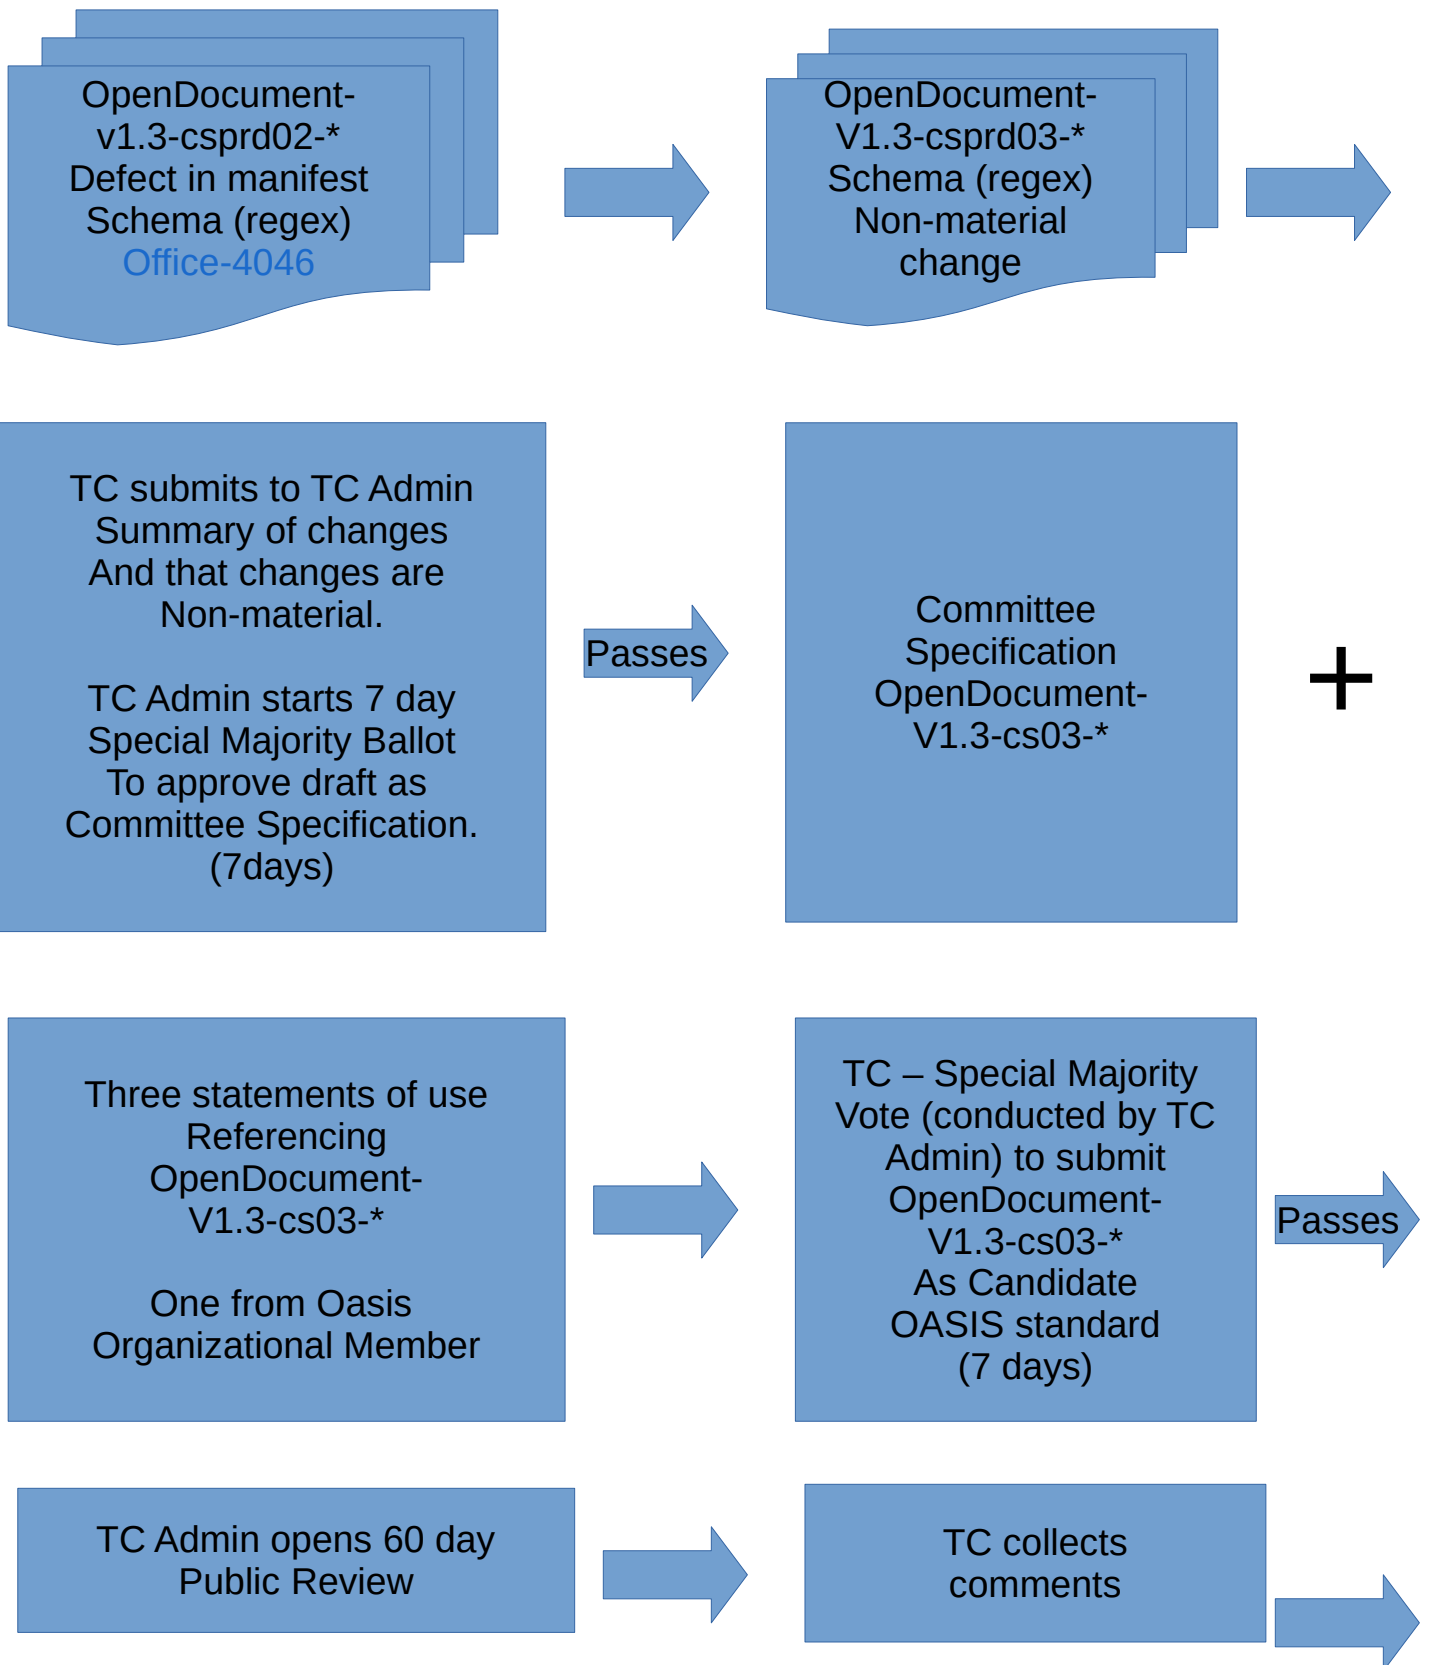 OpenDocument-
v1.3-csprd02-*
Defect in manifest
Schema (regex)
Office-4046
OpenDocument-
V1.3-csprd03-*
Schema (regex)
Non-material
change
TC submits to TC Admin
Summary of changes
And that changes are
Non-material.
TC Admin starts 7 day
Special Majority Ballot
To approve draft as
Committee Specification.
(7days)
Passes
Committee
Specification
OpenDocument-
V1.3-cs03-*
+
Three statements of use
Referencing
OpenDocument-
V1.3-cs03-*
One from Oasis
Organizational Member
TC – Special Majority
Vote (conducted by TC
Admin) to submit
OpenDocument-
V1.3-cs03-*
As Candidate
OASIS standard
(7 days)
Passes
TC Admin opens 60 day
Public Review
TC collects
comments